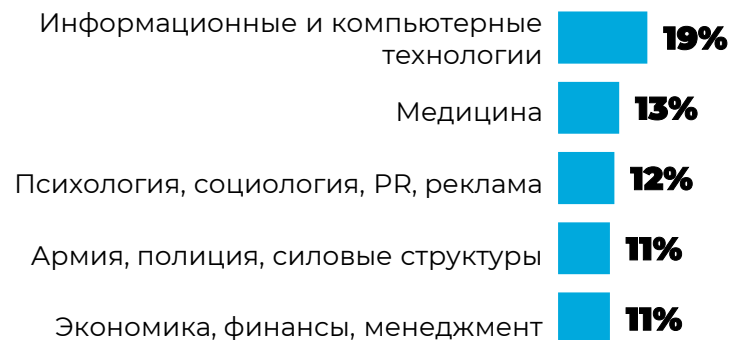 Информационные и компьютерные
технологии
19%
Медицина
13%
Психология, социология, PR, реклама
12%
Армия, полиция, силовые структуры
11%
Экономика, финансы, менеджмент
11%